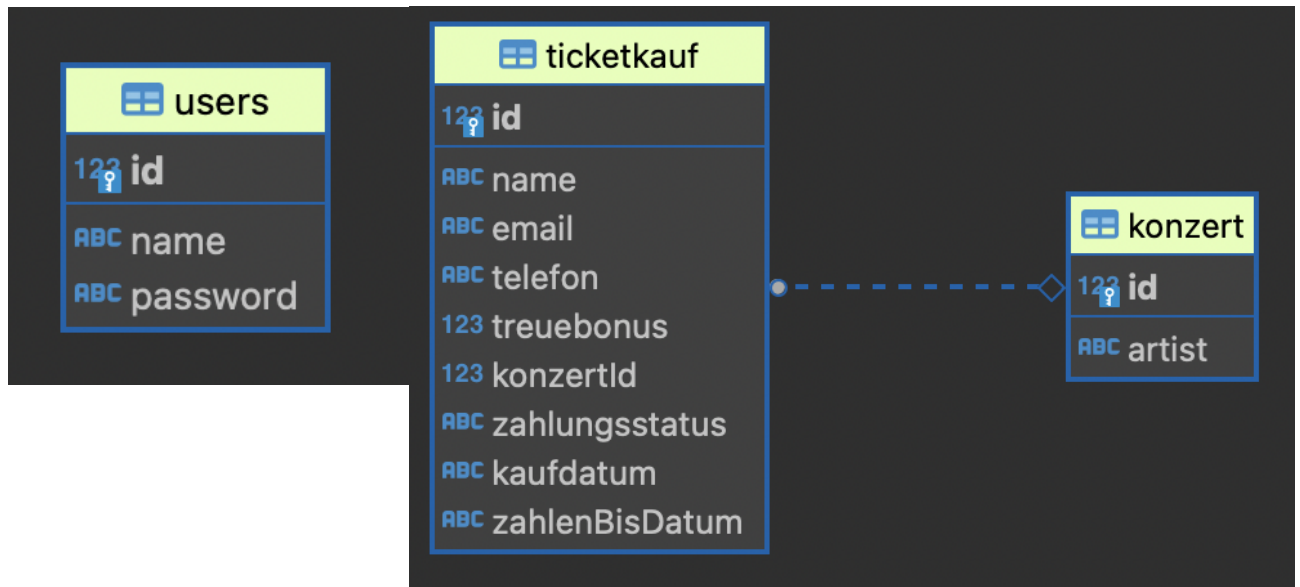 users
123 id
ABC name
ABC password
ticketkauf
123 id
ABC name
ABC email
ABC telefon
123 treuebonus
123 konzertId
ABC zahlungsstatus
ABC kaufdatum
ABC zahlenBisDatum
konzert
123 id
ABC artist